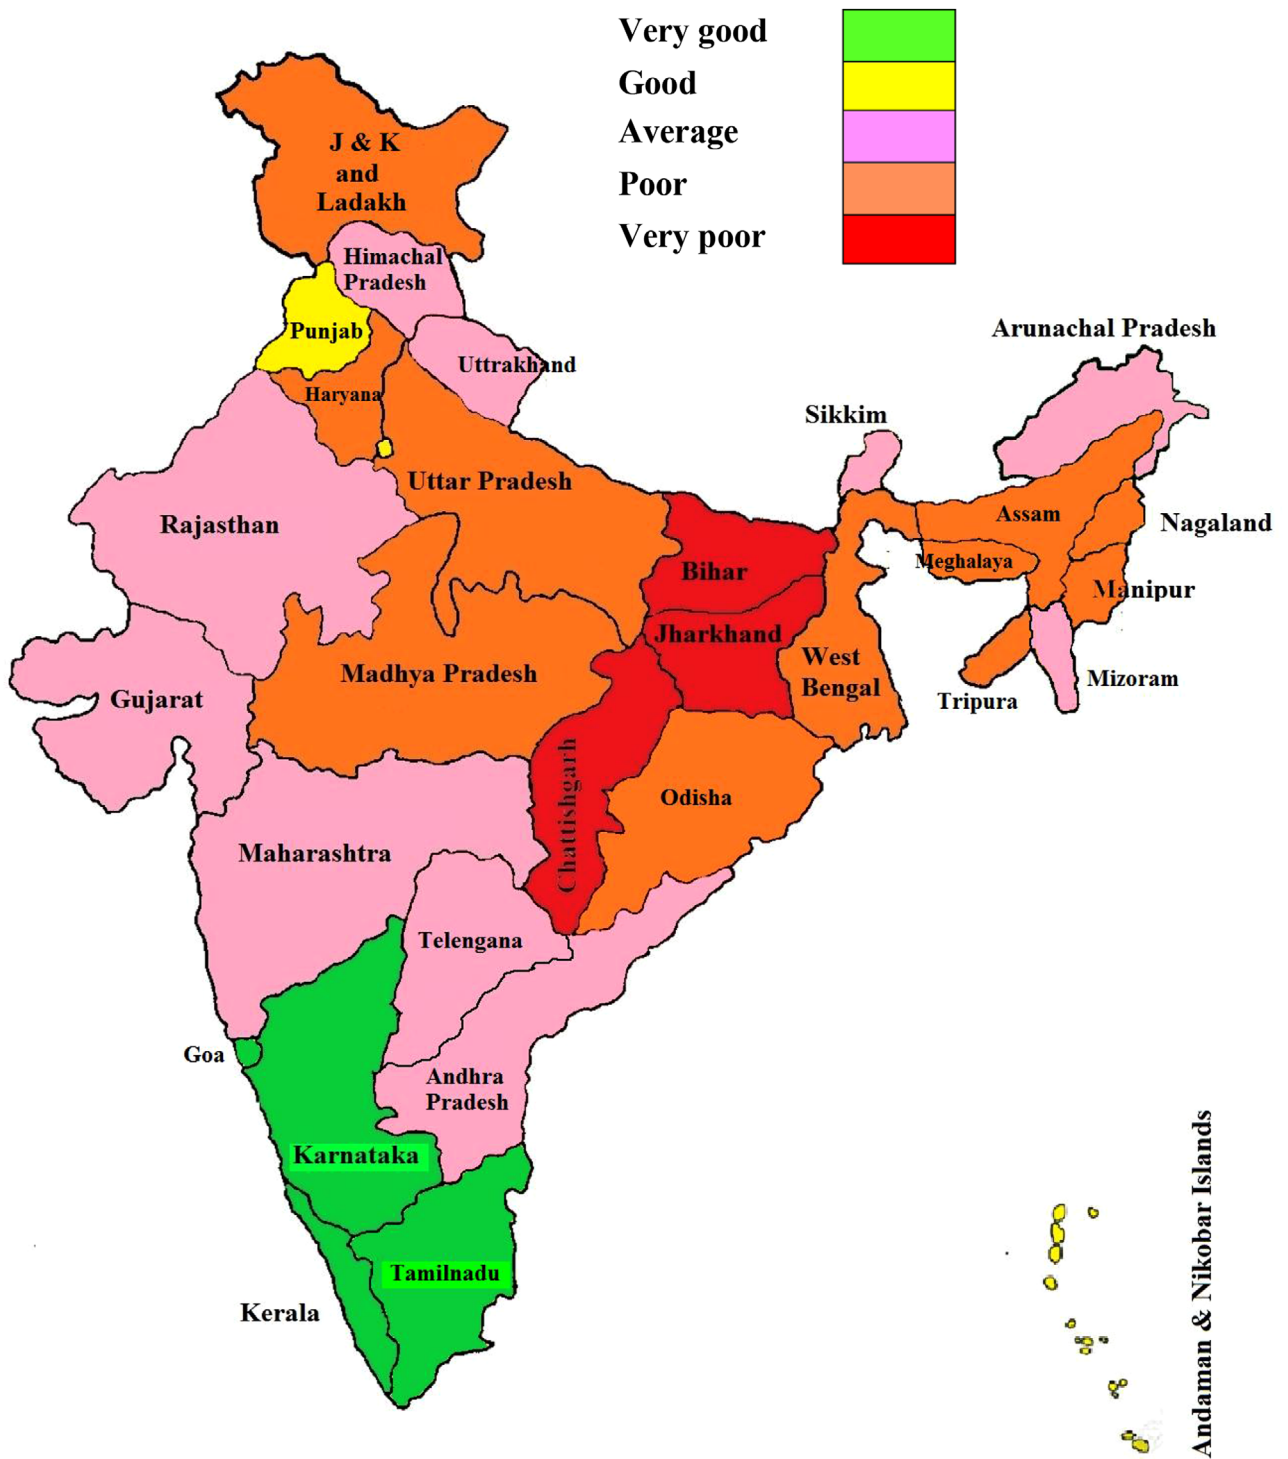 Very good
Good
Average
Poor
Very poor
J & K
and
Ladakh
Himachal
Pradesh
Punjab
Uttrakhand
Haryana
Arunachal Pradesh
Sikkim
Uttar Pradesh
Rajasthan
Assam
Nagaland
Meghalaya
Bihar
Manipur
Jharkhand
West
Bengal
Madhya Pradesh
Gujarat
Tripura
Mizoram
Chattishgarh
Odisha
Maharashtra
Telengana
Goa
Andhra
Pradesh
Karnataka
Tamilnadu
Kerala
Andaman & Nikobar Islands